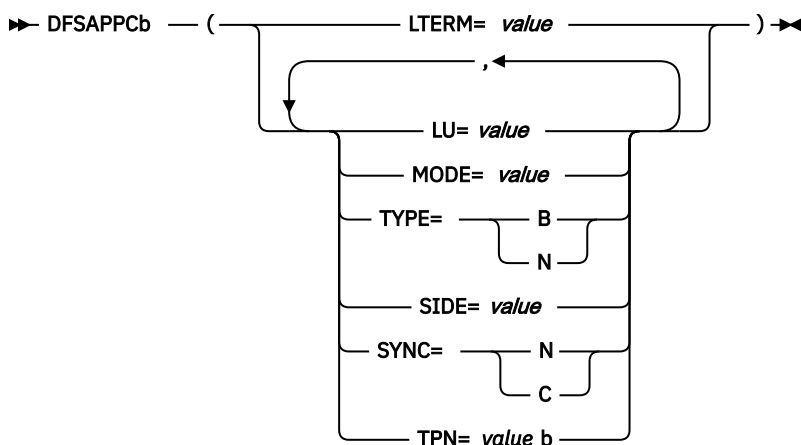 DFSAPPCb ( LTERM= value )
,
LU= value
MODE= value
TYPE= B
N
SIDE= value
SYNC= N
C
TPN= value b